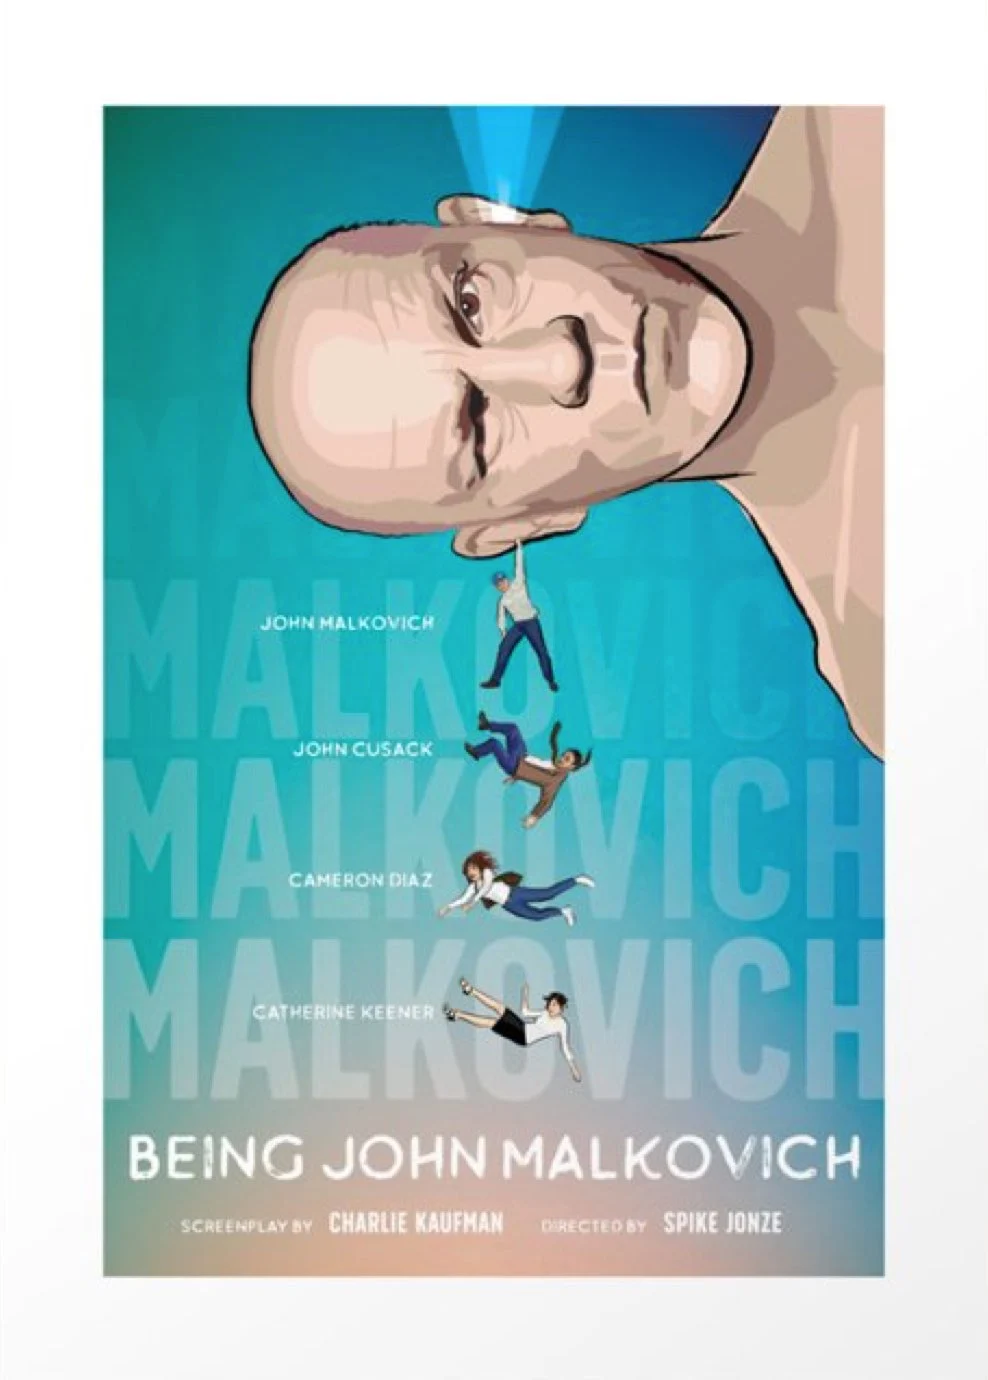 MALKOVICH
JOHN MALKOVICH
MALKOVICH
JOHN CUSACK
MALKOVICH
CAMERON DIAZ
MALKOVICH
CATHERINE KEENER
BEING JOHN MALKOVICH
SCREENPLAY BY CHARLIE KAUFMAN DIRECTED BY SPIKE JONZE